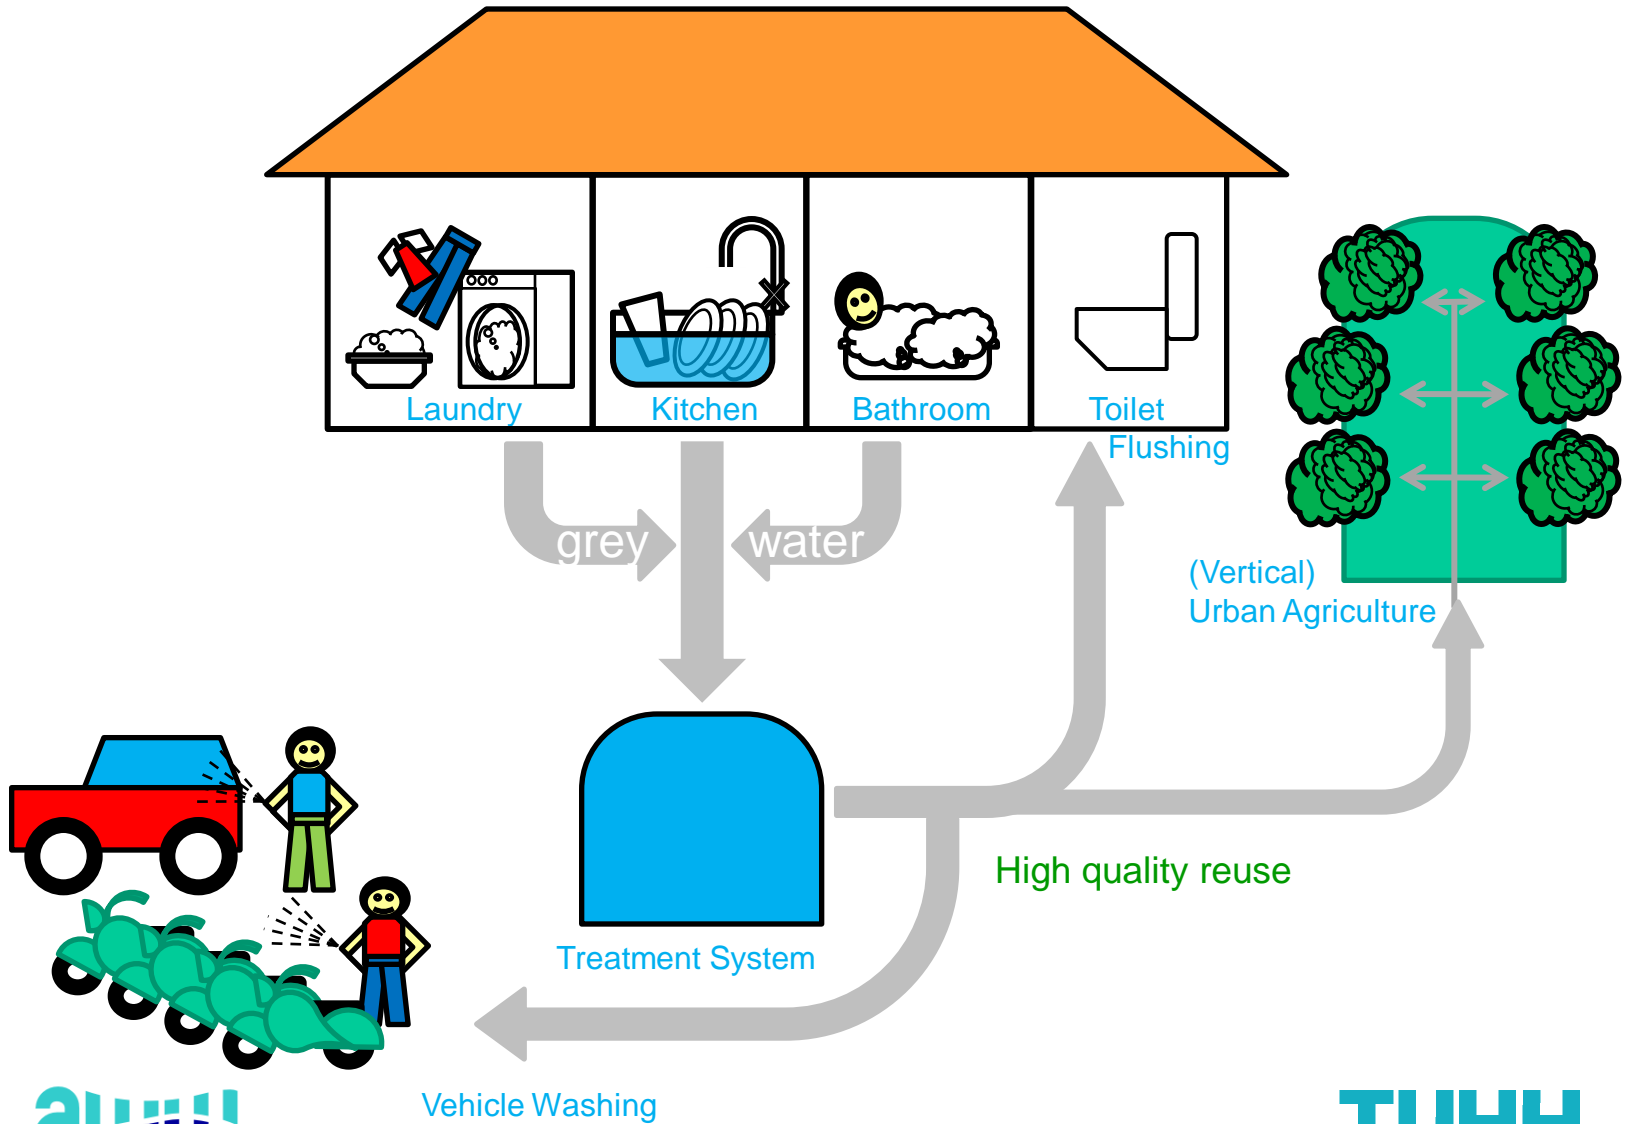 Laundry
Kitchen
Bathroom
Toilet
Flushing
grey
water
(Vertical)
Urban Agriculture
High quality reuse
Treatment System
Vehicle Washing